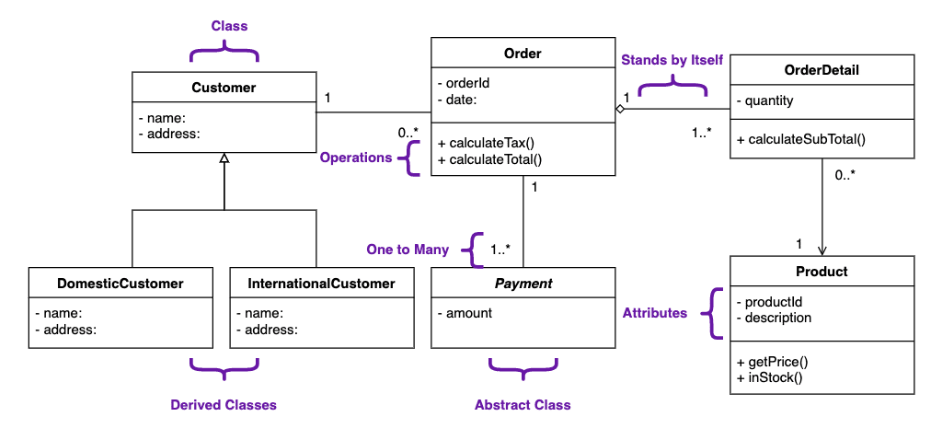 Class
Customer
- name:
- address:
1
0..*
Order
- orderId
- date:
+ calculateTax()
+ calculateTotal()
Operations
Stands by Itself
1
1..*
OrderDetail
- quantity
+ calculateSubTotal()
0..*
1
1
One to Many
1..*
DomesticCustomer
- name:
- address:
InternationalCustomer
- name:
- address:
Derived Classes
Payment
- amount
Abstract Class
Attributes
Product
- productId
- description
+ getPrice()
+ inStock()